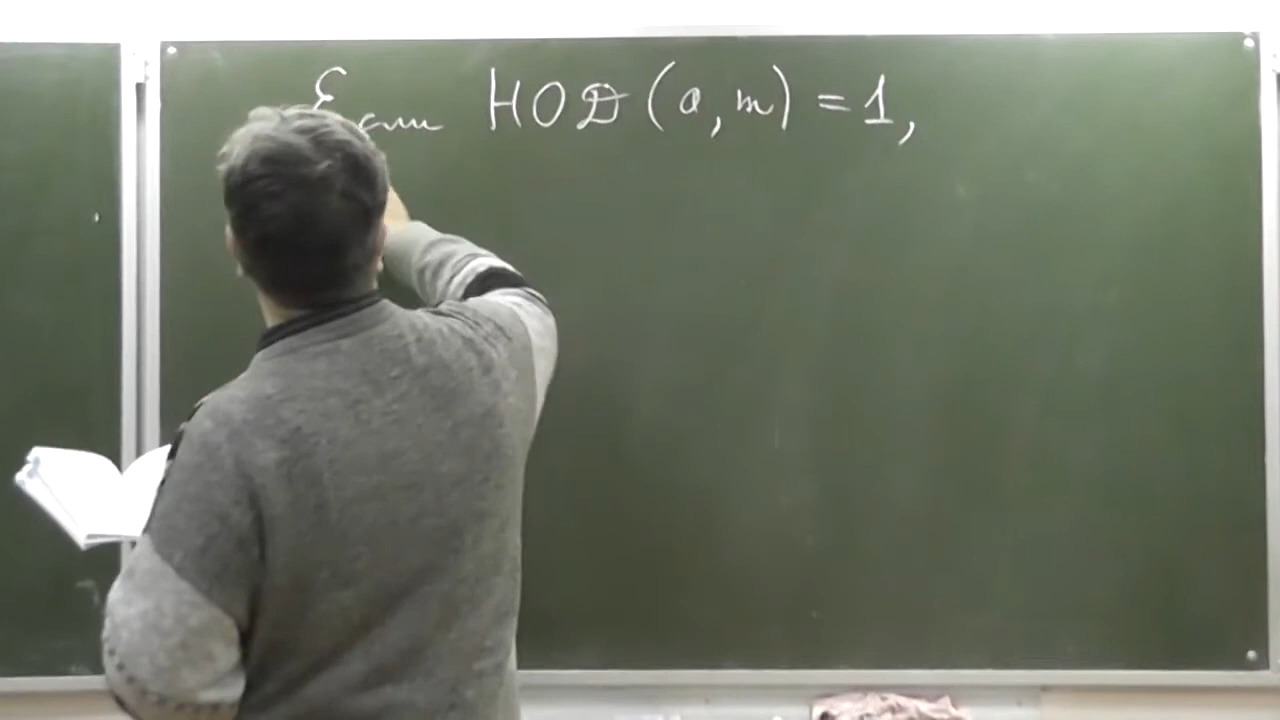 Если НОД (a, m) = 1,